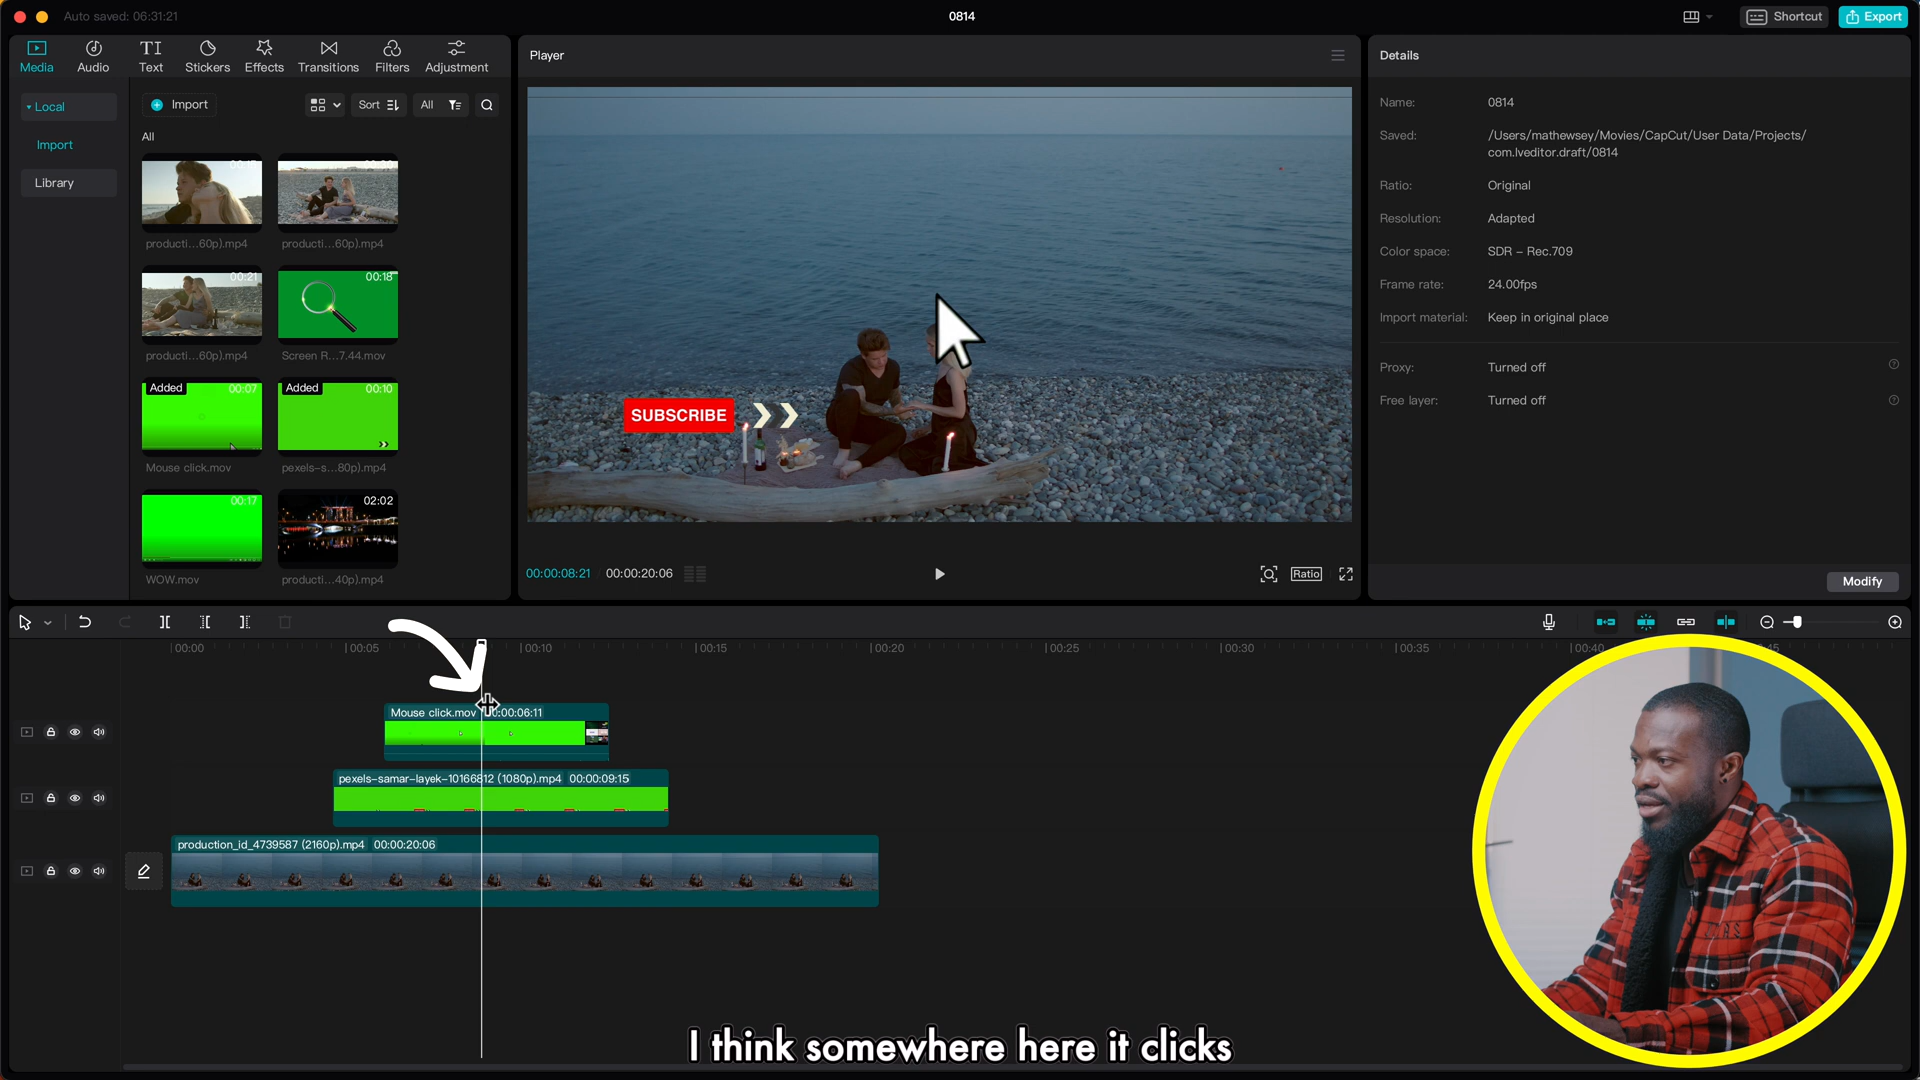 Auto saved: 06:31:21
0814
Shortcut
Export
Media
Audio
TI
Text
Stickers
Effects
Transitions
Filters
Adjustment
Player
Details
Local
Import
Library
Import
Sort
All
All
producti...60p).mp4
producti...60p).mp4
00:21
00:18
producti...60p).mp4
Screen R...7.44.mov
Added
00:07
Added
00:10
Mouse click.mov
pexels-s...80p).mp4
00:17
02:02
WOW.mov
producti...40p).mp4
SUBSCRIBE
00:00:08:21
00:00:20:06
Ratio
Name:
0814
Saved:
/Users/mathewsey/Movies/CapCut/User Data/Projects/
com.lveditor.draft/0814
Ratio:
Original
Resolution:
Adapted
Color space:
SDR – Rec.709
Frame rate:
24.00fps
Import material:
Keep in original place
Proxy:
Turned off
Free layer:
Turned off
Modify
00:00
00:05
00:10
00:15
00:20
00:25
00:30
00:35
00:40
Mouse click.mov
00:00:06:11
pexels-samar-layek-10166812 (1080p).mp4 00:00:09:15
production_id_4739587 (2160p).mp4 00:00:20:06
I think somewhere here it clicks